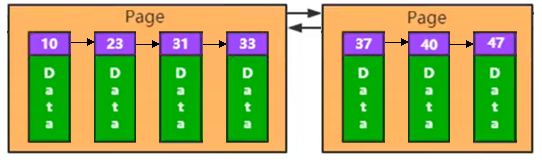 Page
10 23 31 33
Data Data Data Data
Page
37 40 47
Data Data Data